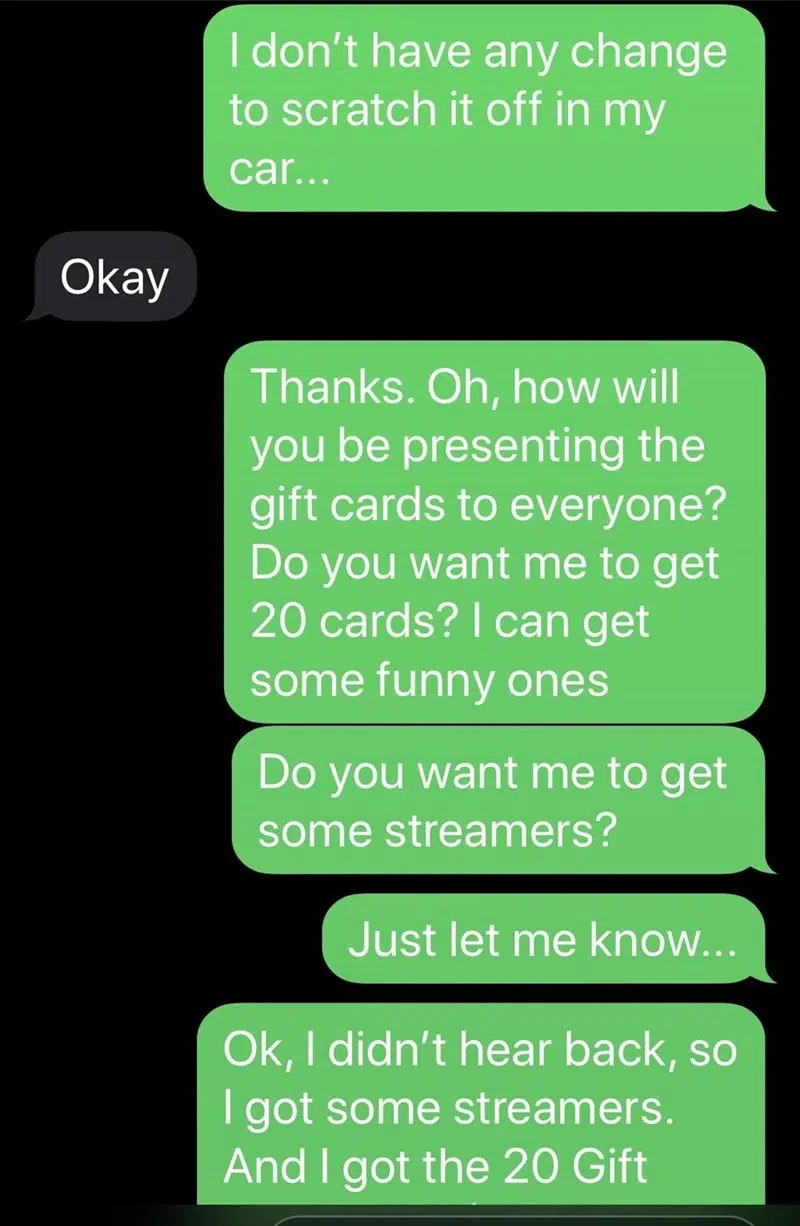 I don’t have any change
to scratch it off in my
car...
Okay
Thanks. Oh, how will
you be presenting the
gift cards to everyone?
Do you want me to get
20 cards? I can get
some funny ones
Do you want me to get
some streamers?
Just let me know...
Ok, I didn’t hear back, so
I got some streamers.
And I got the 20 Gift